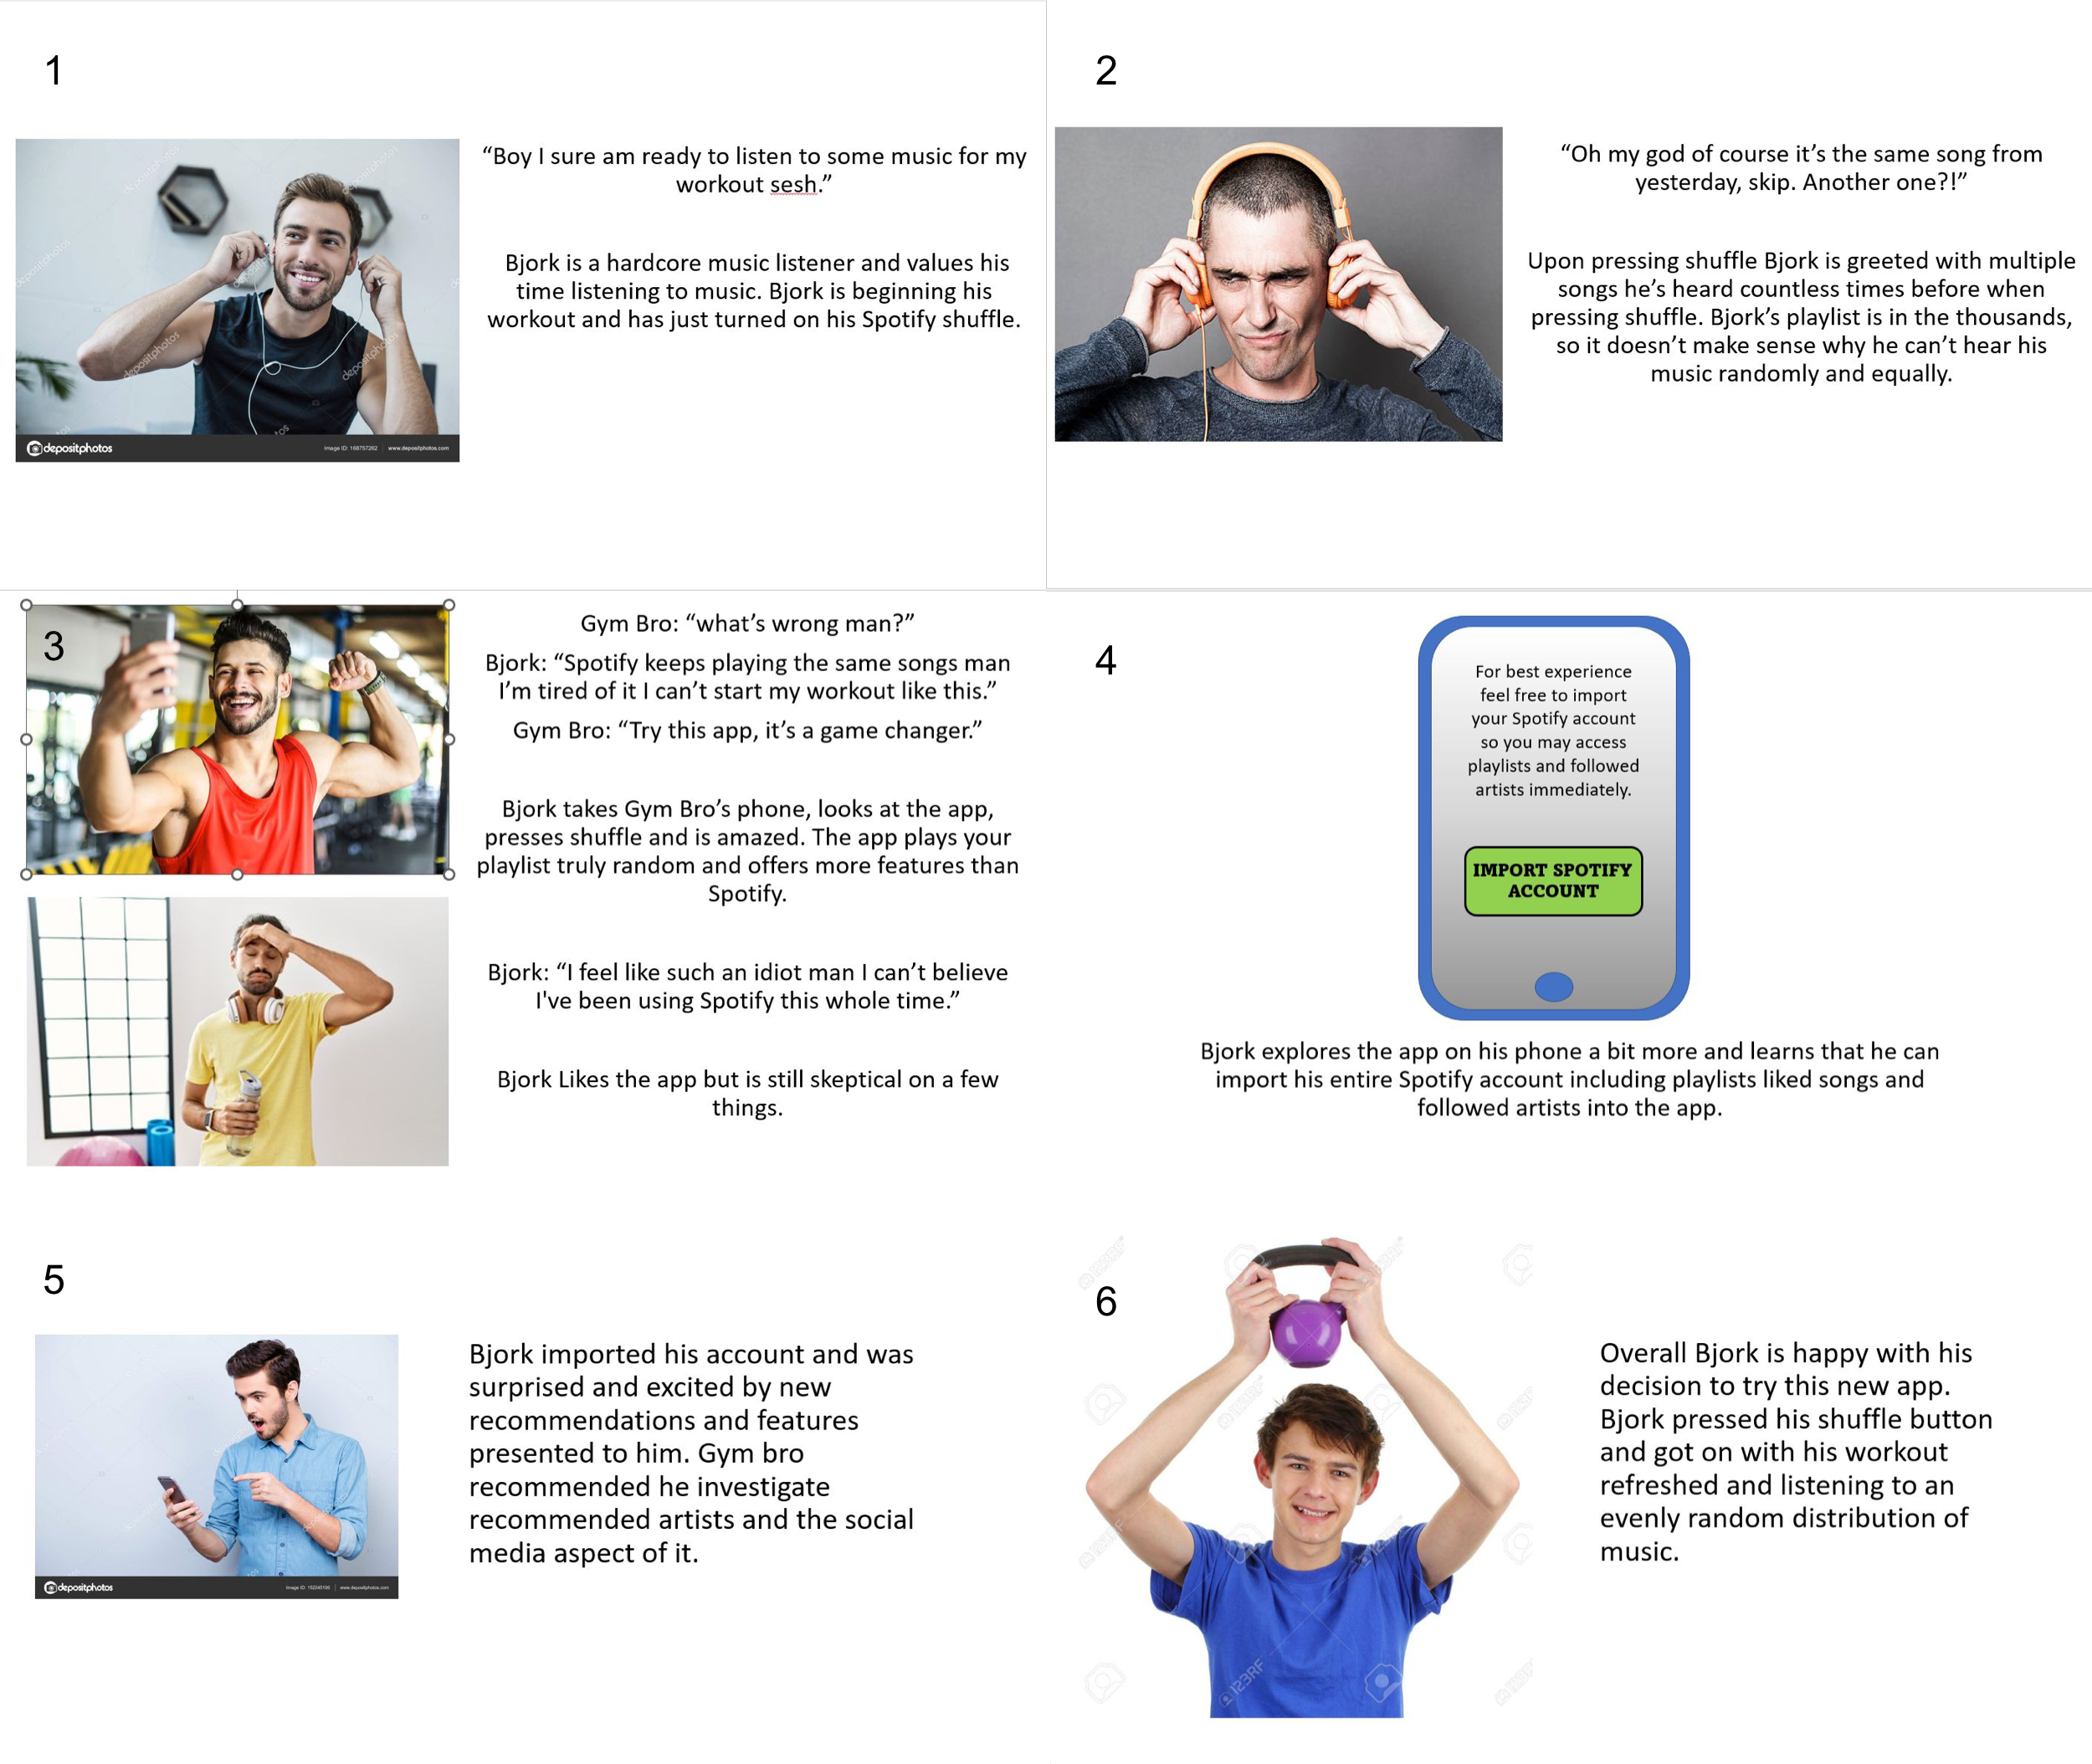 1
“Boy I sure am ready to listen to some music for my
workout sesh.”
Bjork is a hardcore music listener and values his
time listening to music. Bjork is beginning his
workout and has just turned on his Spotify shuffle.
depositphotos
Image ID: 168757262
www.depositphotos.com
2
“Oh my god of course it’s the same song from
yesterday, skip. Another one?!”
Upon pressing shuffle Bjork is greeted with multiple
songs he’s heard countless times before when
pressing shuffle. Bjork’s playlist is in the thousands,
so it doesn’t make sense why he can’t hear his
music randomly and equally.
3
Gym Bro: “what’s wrong man?”
Bjork: “Spotify keeps playing the same songs man
I’m tired of it I can’t start my workout like this.”
Gym Bro: “Try this app, it’s a game changer.”
Bjork takes Gym Bro’s phone, looks at the app,
presses shuffle and is amazed. The app plays your
playlist truly random and offers more features than
Spotify.
Bjork: “I feel like such an idiot man I can’t believe
I've been using Spotify this whole time.”
Bjork Likes the app but is still skeptical on a few
things.
4
For best experience
feel free to import
your Spotify account
so you may access
playlists and followed
artists immediately.
IMPORT SPOTIFY
ACCOUNT
Bjork explores the app on his phone a bit more and learns that he can
import his entire Spotify account including playlists liked songs and
followed artists into the app.
5
Bjork imported his account and was
surprised and excited by new
recommendations and features
presented to him. Gym bro
recommended he investigate
recommended artists and the social
media aspect of it.
depositphotos
www.depositphotos.com
6
Overall Bjork is happy with his
decision to try this new app.
Bjork pressed his shuffle button
and got on with his workout
refreshed and listening to an
evenly random distribution of
music.
123RF